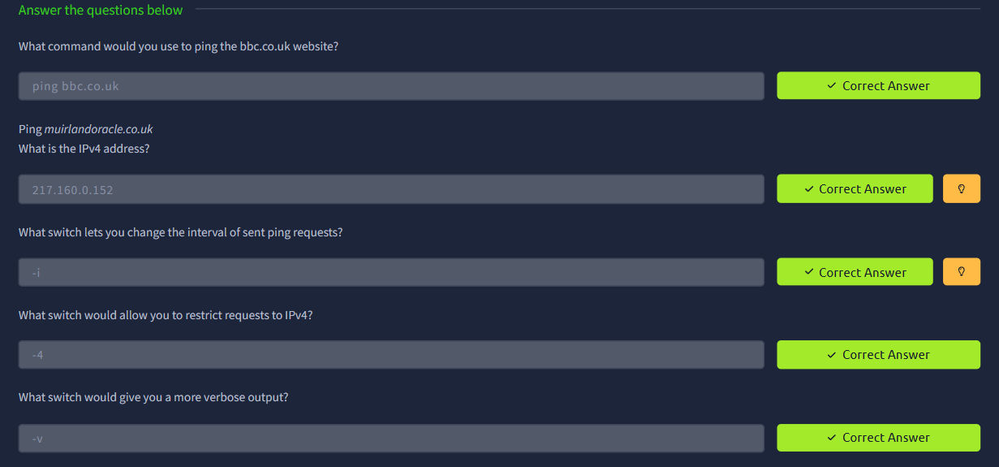 Answer the questions below
What command would you use to ping the bbc.co.uk website?
ping bbc.co.uk
✓ Correct Answer
Ping muirlandoracle.co.uk
What is the IPv4 address?
217.160.0.152
✓ Correct Answer
What switch lets you change the interval of sent ping requests?
-i
✓ Correct Answer
What switch would allow you to restrict requests to IPv4?
-4
✓ Correct Answer
What switch would give you a more verbose output?
-v
✓ Correct Answer